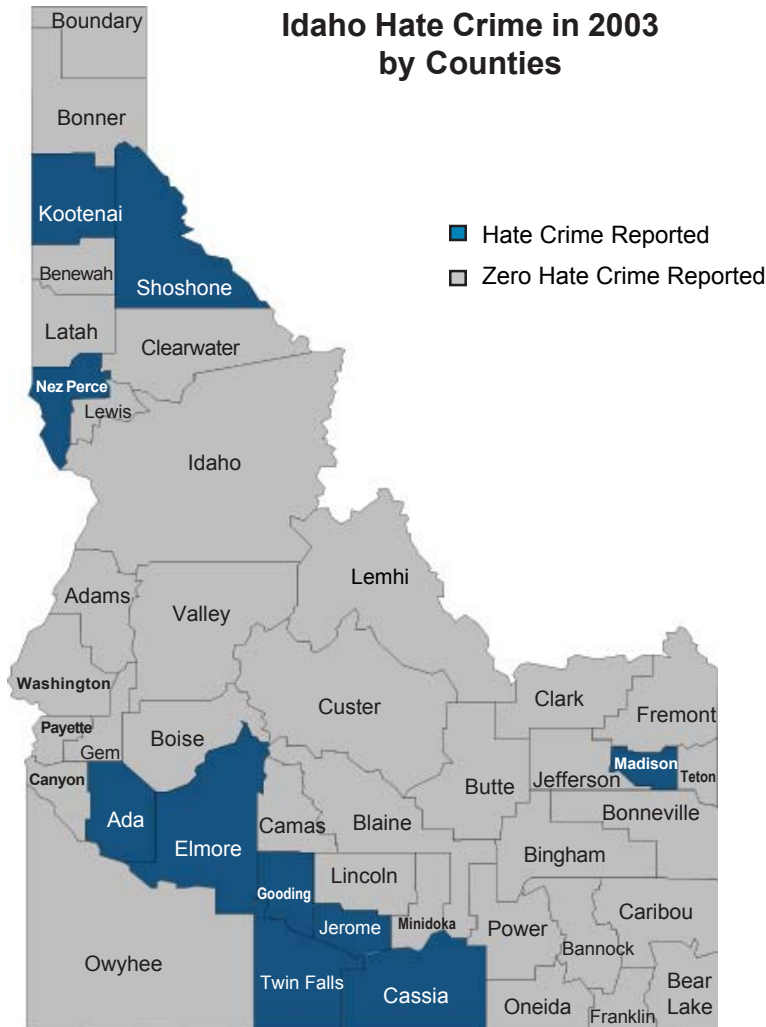 Idaho Hate Crime in 2003
by Counties
Boundary
Bonner
Kootenai
Hate Crime Reported
Zero Hate Crime Reported
Benewah
Shoshone
Latah
Clearwater
Nez Perce
Lewis
Idaho
Lemhi
Adams
Valley
Washington
Custer
Clark
Fremont
Payette
Gem
Boise
Canyon
Butte
Jefferson
Madison
Teton
Ada
Elmore
Camas
Blaine
Bonneville
Bingham
Gooding
Lincoln
Jerome
Minidoka
Power
Bannock
Caribou
Owyhee
Twin Falls
Cassia
Oneida
Franklin
Bear
Lake